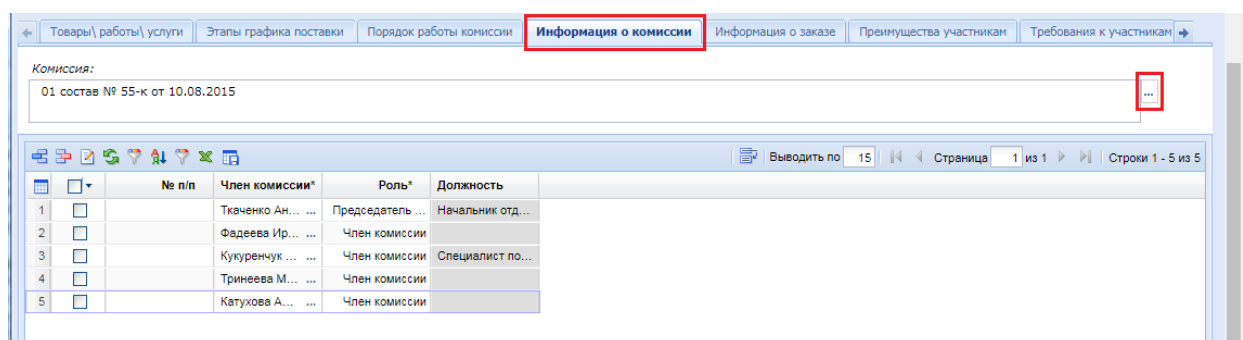 Товары\ работы\ услуги Этапы графика поставки Порядок работы комиссии Информация о комиссии Информация о заказе Преимущества участникам Требования к участникам
Комиссия:
01 состав № 55-к от 10.08.2015 ...
Выводить по 15 Страница 1 из 1 Строки 1 - 5 из 5
№ п/п Член комиссии* Роль* Должность
1 Ткаченко Ан... ... Председатель ... Начальник отд...
2 Фадеева Ир... ... Член комиссии
3 Кукуренчук ... ... Член комиссии Специалист по...
4 Тринеева М... ... Член комиссии
5 Катухова А... ... Член комиссии